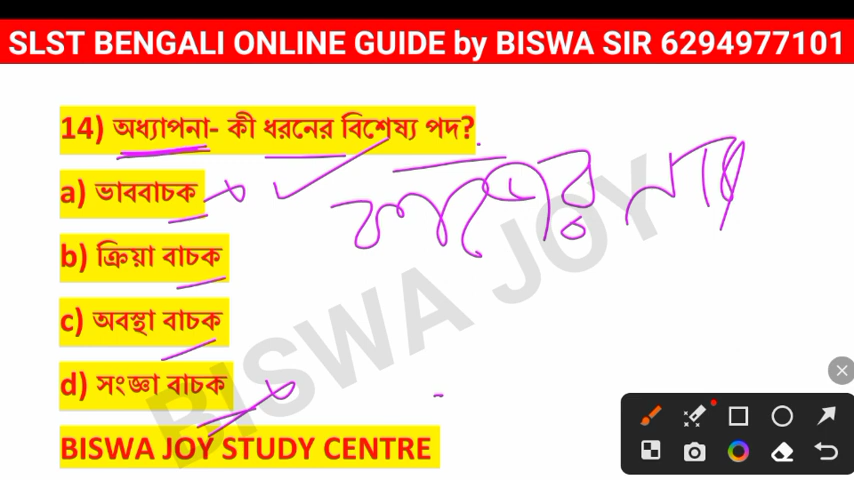 SLST BENGALI ONLINE GUIDE by BISWA SIR 6294977101
14) অধ্যাপনা- কী ধরনের বিশেষ্য পদ?
a) ভাববাচক
কাজের নাম
b) ক্রিয়া বাচক
c) অবস্থা বাচক
d) সংজ্ঞা বাচক
BISWA JOY STUDY CENTRE
BISWA JOY